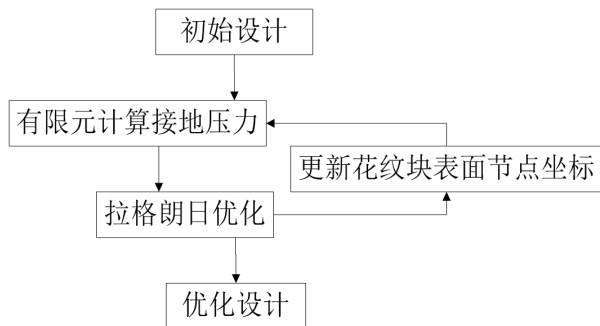 初始设计
有限元计算接地压力
更新花纹块表面节点坐标
拉格朗日优化
优化设计